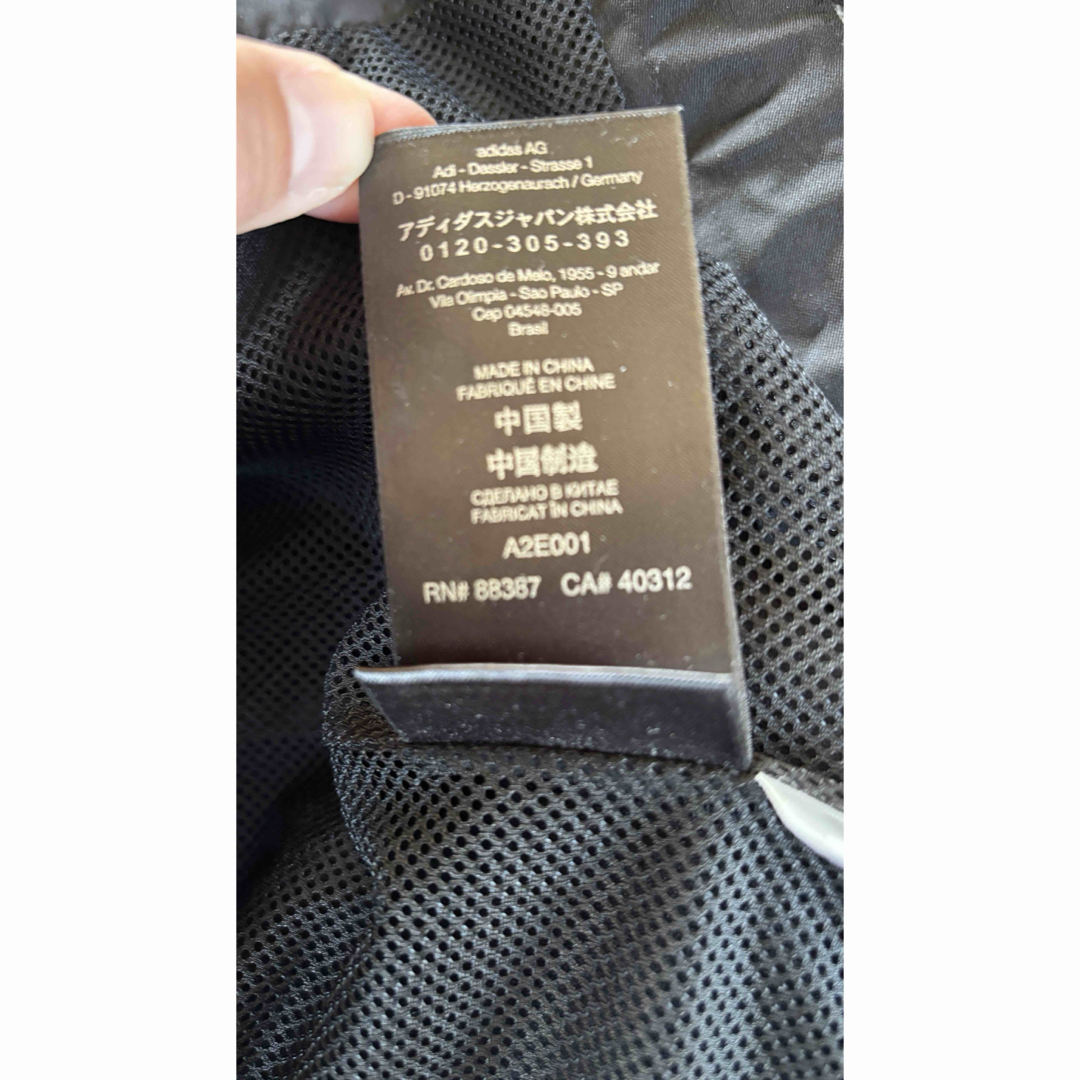 adidas AG
Adi - Dassler - Strasse 1
D - 91074 Herzogenaurach / Germany
アディダスジャパン株式会社
0120-305-393
Av. Dr. Cardoso de Melo, 1955 - 9 andar
Vila Olimpia - Sao Paulo - SP
Cep 04548-005
Brasil
MADE IN CHINA
FABRIQUÉ EN CHINE
中国製
中国制造
СДЕЛАНО В КИТАЕ
FABRICAT ÎN CHINA
A2E001
RN# 88387 CA# 40312